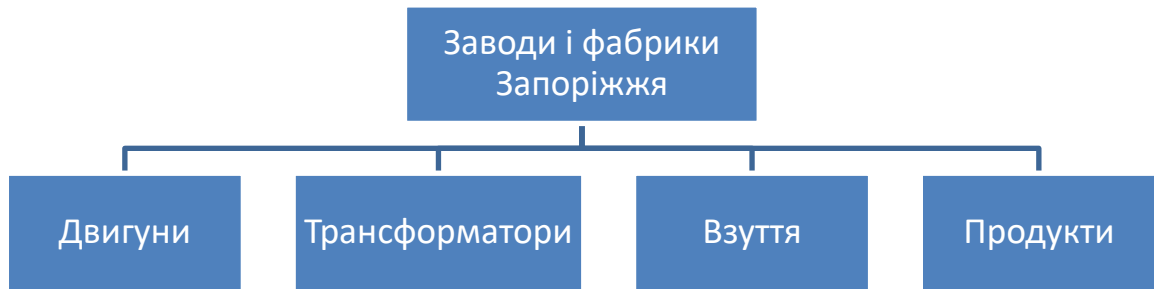 Заводи і фабрики
Запоріжжя
Двигуни
Трансформатори
Взуття
Продукти